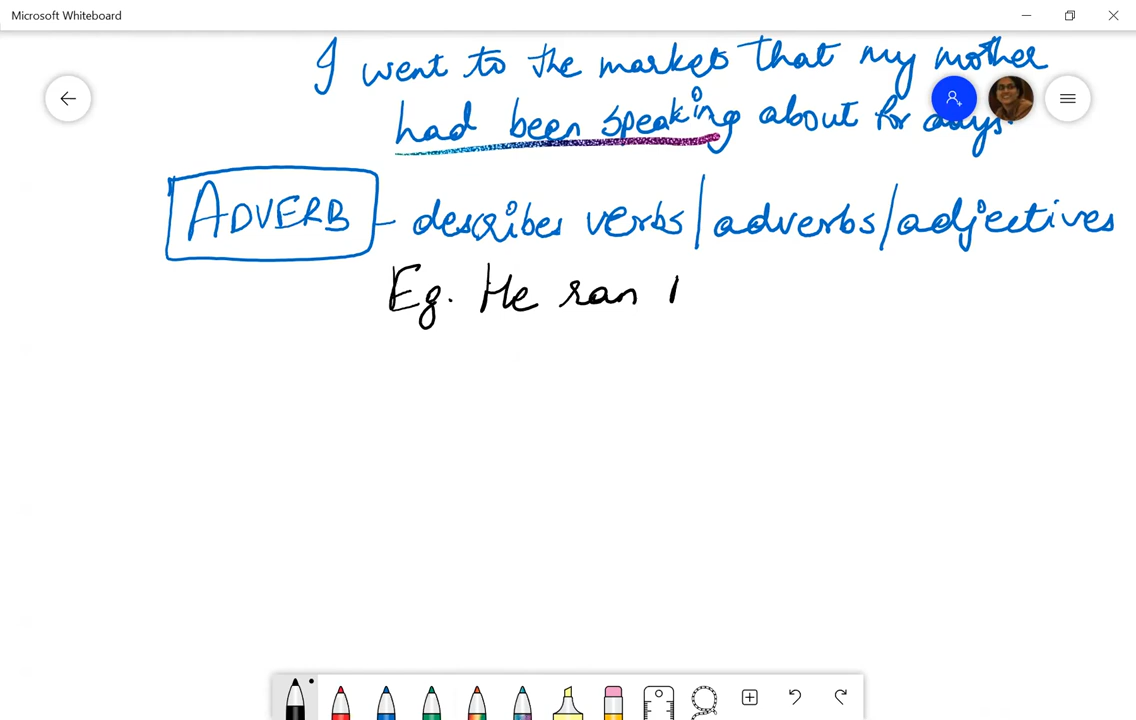 Microsoft Whiteboard
I went to the market that my mother
had been speaking about for days.
ADVERB - describes verbs/adverbs/adjectives
Eg. He ran